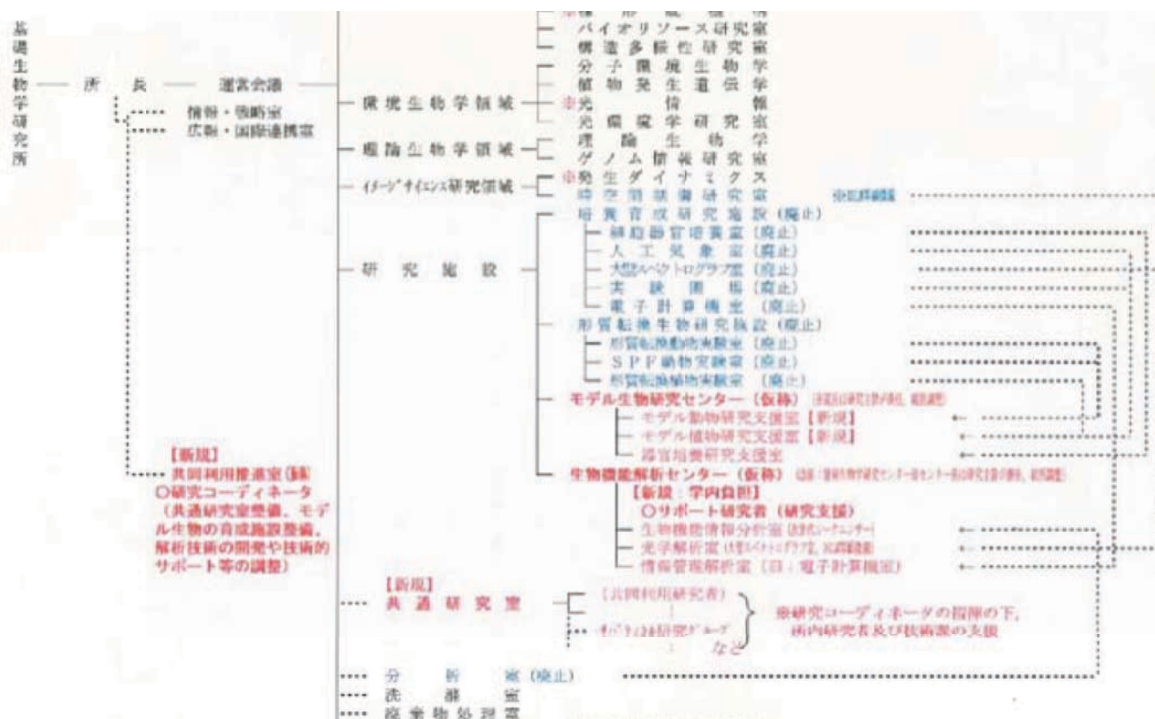 基礎生物学研究所
所長
運営会議
情報・戦略室
広報・国際連携室
バイオリソース研究室
構造多様性研究室
環境生物学領域
分子環境生物学
植物発生遺伝学
※光情報
光環境学研究室
理論生物学領域
理論生物学
ゲノム情報研究室
イメージサイエンス研究領域
※発生ダイナミクス
時空間制御研究室
研究施設
培養育成研究施設(廃止)
細胞器官培養室(廃止)
人工気象室(廃止)
大型スペクトログラフ室(廃止)
実験圃場(廃止)
電子計算機室(廃止)
形質転換生物研究施設(廃止)
形質転換動物実験室(廃止)
SPF動物実験室(廃止)
形質転換植物実験室(廃止)
モデル生物研究センター(仮称)
モデル動物研究支援室【新規】
モデル植物研究支援室【新規】
器官培養研究支援室
生物機能解析センター(仮称)
【新規:学内負担】
○サポート研究者(研究支援)
生物機能情報分析室
光学解析室
情報管理解析室(旧:電子計算機室)
【新規】
共同利用推進室
○研究コーディネータ
(共通研究室整備、モデ
ル生物の育成施設整備、
解析技術の開発や技術的
サポート等の調整)
【新規】
共通研究室
(共同利用研究者)
など
※研究コーディネータの指揮の下、
所内研究者及び技術課の支援
分析室(廃止)
洗滌室
廃棄物処理室